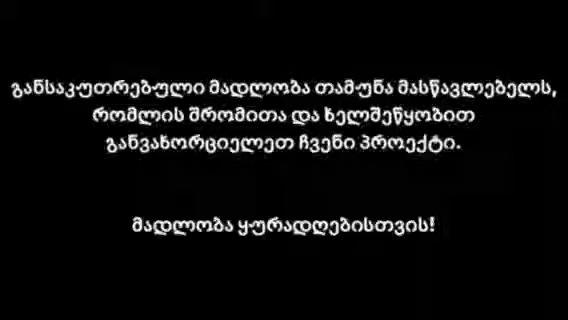 განსაკუთრებული მადლობა თამუნა მასწავლებელს,
რომლის შრომითა და ხელშეწყობით
განვახორციელეთ ჩვენი პროექტი.
მადლობა ყურადღებისთვის!